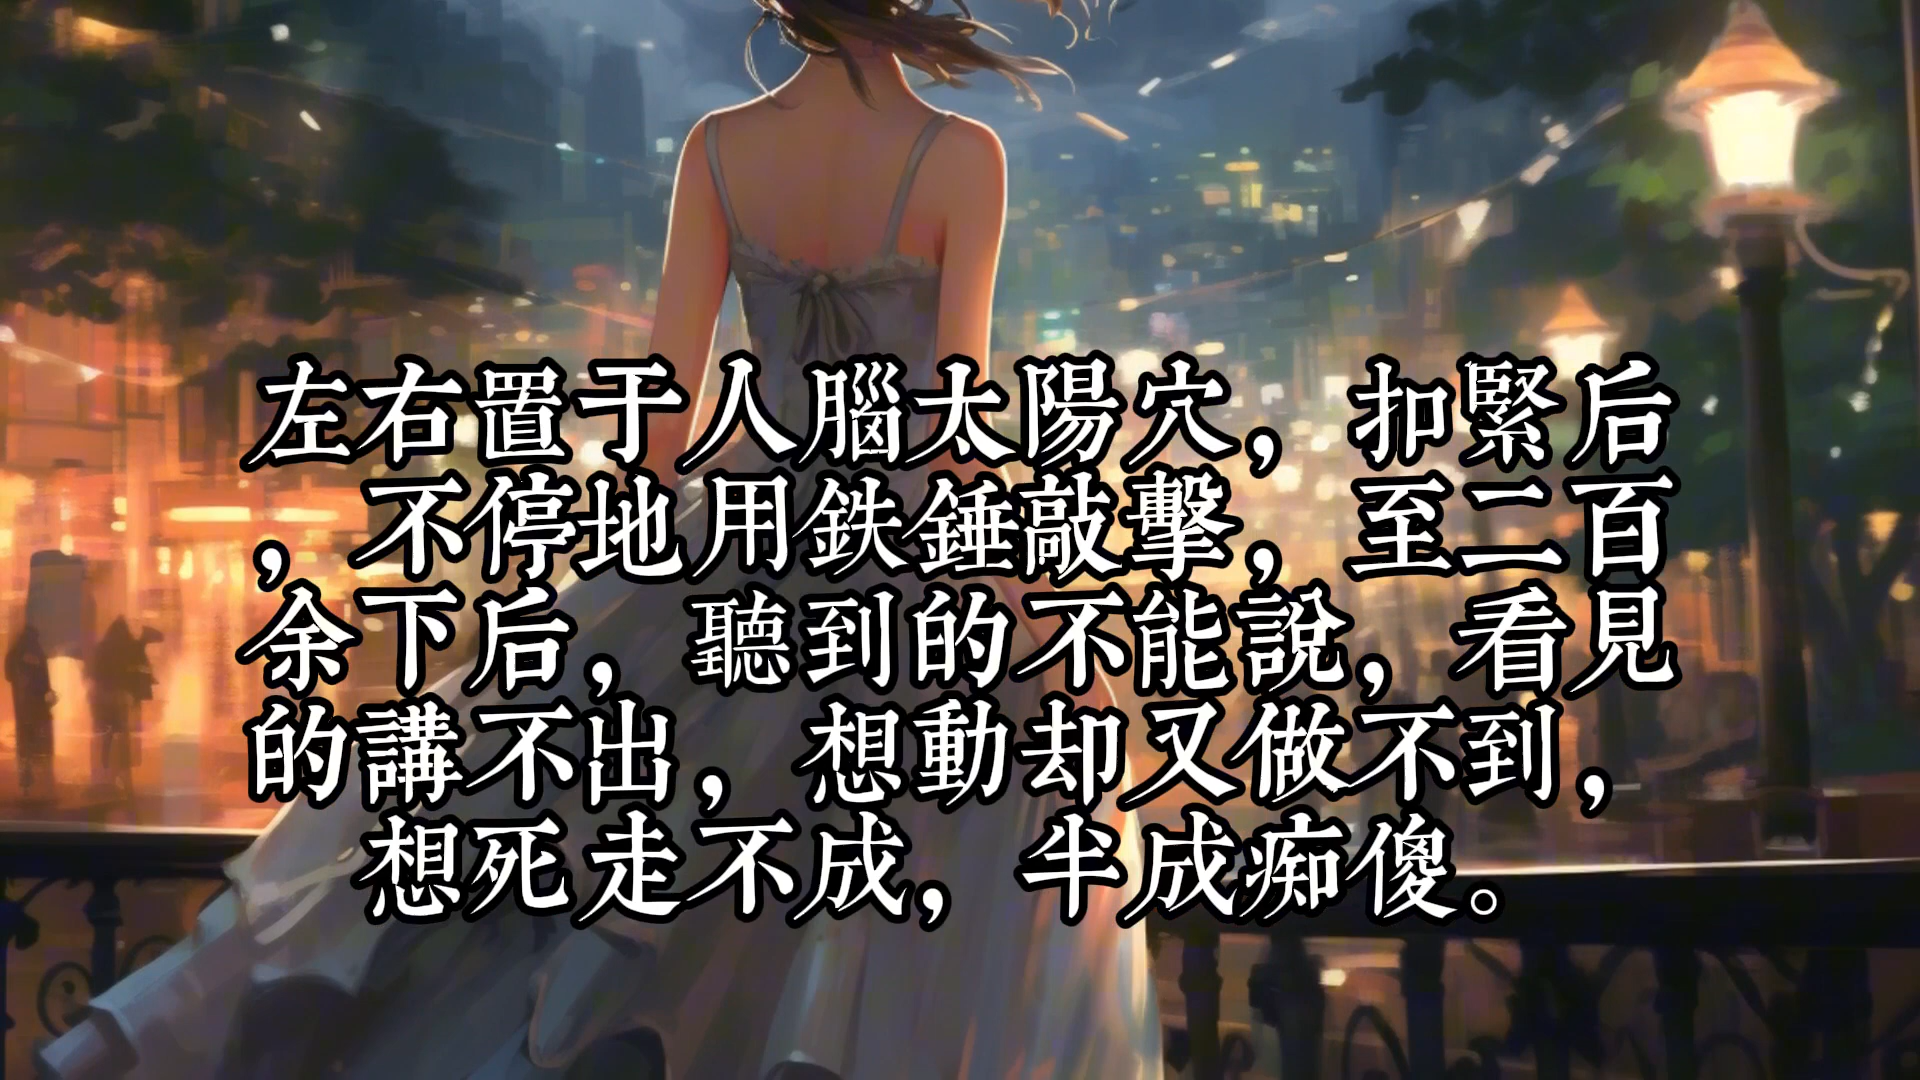 左右置于人腦太陽穴，扣緊后
，不停地用鉄錘敲擊，至二百
余下后，聽到的不能說，看見
的講不出，想動却又做不到，
想死走不成，半成痴傻。